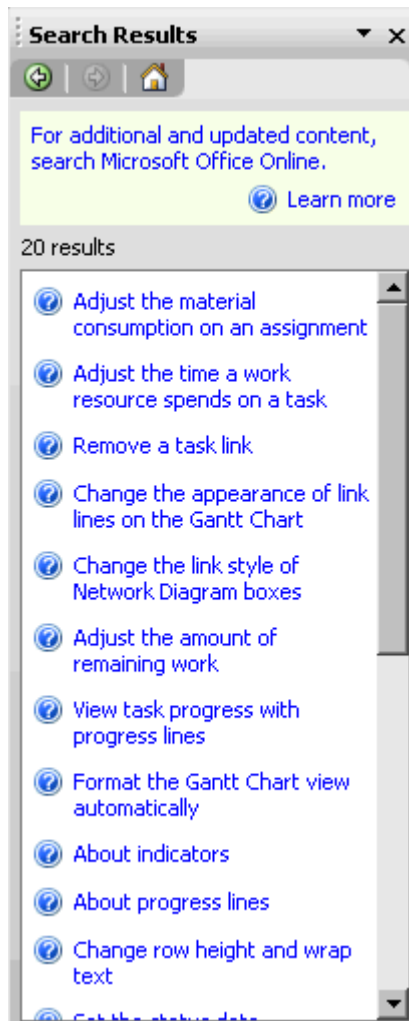 Search Results
For additional and updated content,
search Microsoft Office Online.
Learn more
20 results
Adjust the material
consumption on an assignment
Adjust the time a work
resource spends on a task
Remove a task link
Change the appearance of link
lines on the Gantt Chart
Change the link style of
Network Diagram boxes
Adjust the amount of
remaining work
View task progress with
progress lines
Format the Gantt Chart view
automatically
About indicators
About progress lines
Change row height and wrap
text
Set the status date